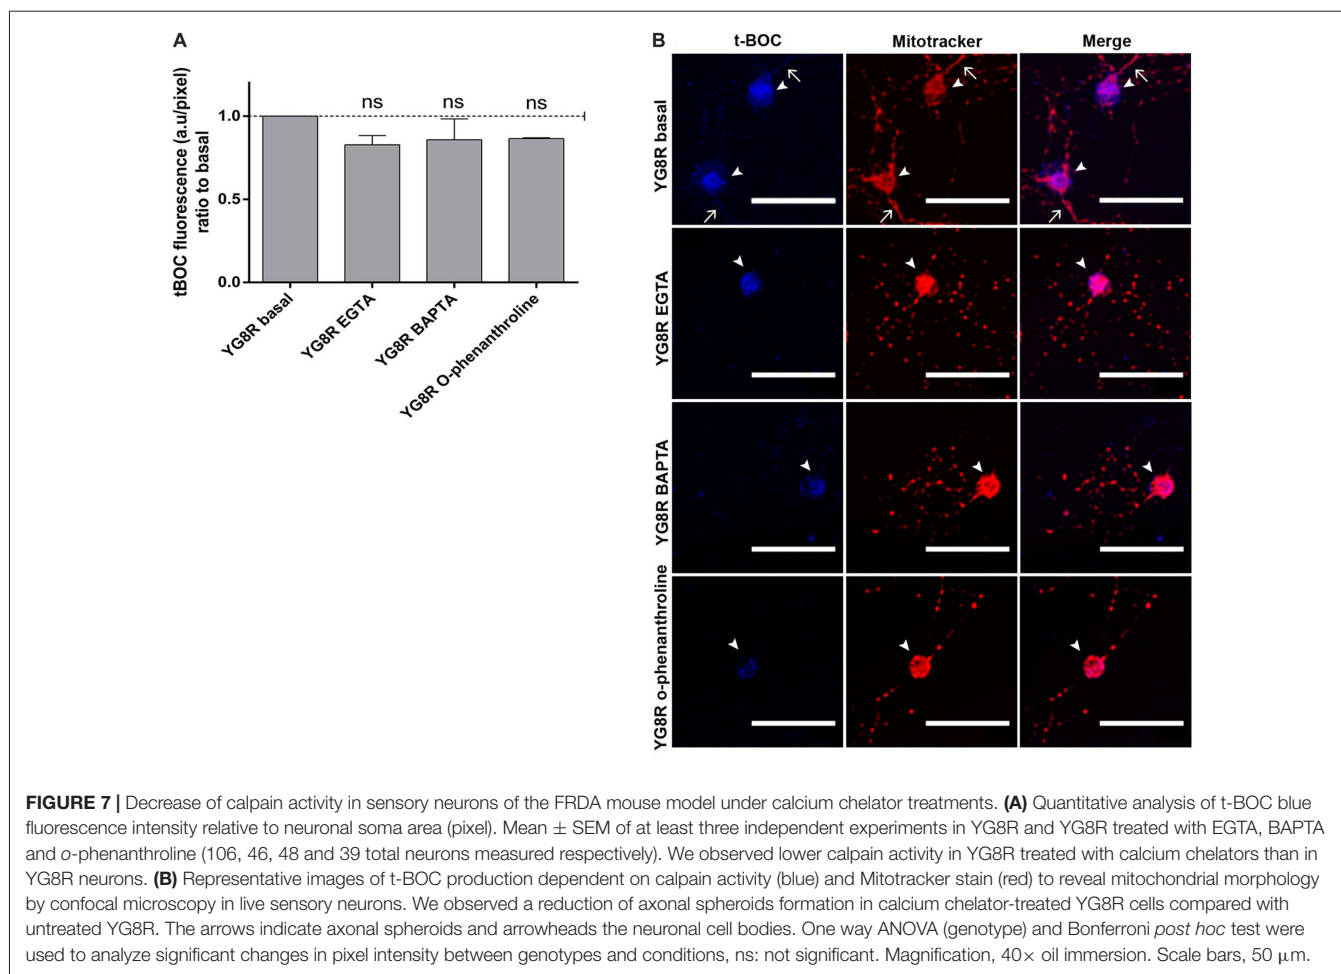 A
tBOC fluorescence (a.u/pixel)
ratio to basal
1.0
0.5
0.0
ns
ns
ns
YG8R basal
YG8R EGTA
YG8R BAPTA
YG8R O-phenanthroline
B
t-BOC
Mitotracker
Merge
YG8R basal
YG8R EGTA
YG8R BAPTA
YG8R o-phenanthroline
FIGURE 7 | Decrease of calpain activity in sensory neurons of the FRDA mouse model under calcium chelator treatments. (A) Quantitative analysis of t-BOC blue
fluorescence intensity relative to neuronal soma area (pixel). Mean ± SEM of at least three independent experiments in YG8R and YG8R treated with EGTA, BAPTA
and o-phenanthroline (106, 46, 48 and 39 total neurons measured respectively). We observed lower calpain activity in YG8R treated with calcium chelators than in
YG8R neurons. (B) Representative images of t-BOC production dependent on calpain activity (blue) and Mitotracker stain (red) to reveal mitochondrial morphology
by confocal microscopy in live sensory neurons. We observed a reduction of axonal spheroids formation in calcium chelator-treated YG8R cells compared with
untreated YG8R. The arrows indicate axonal spheroids and arrowheads the neuronal cell bodies. One way ANOVA (genotype) and Bonferroni post hoc test were
used to analyze significant changes in pixel intensity between genotypes and conditions, ns: not significant. Magnification, 40× oil immersion. Scale bars, 50 μm.